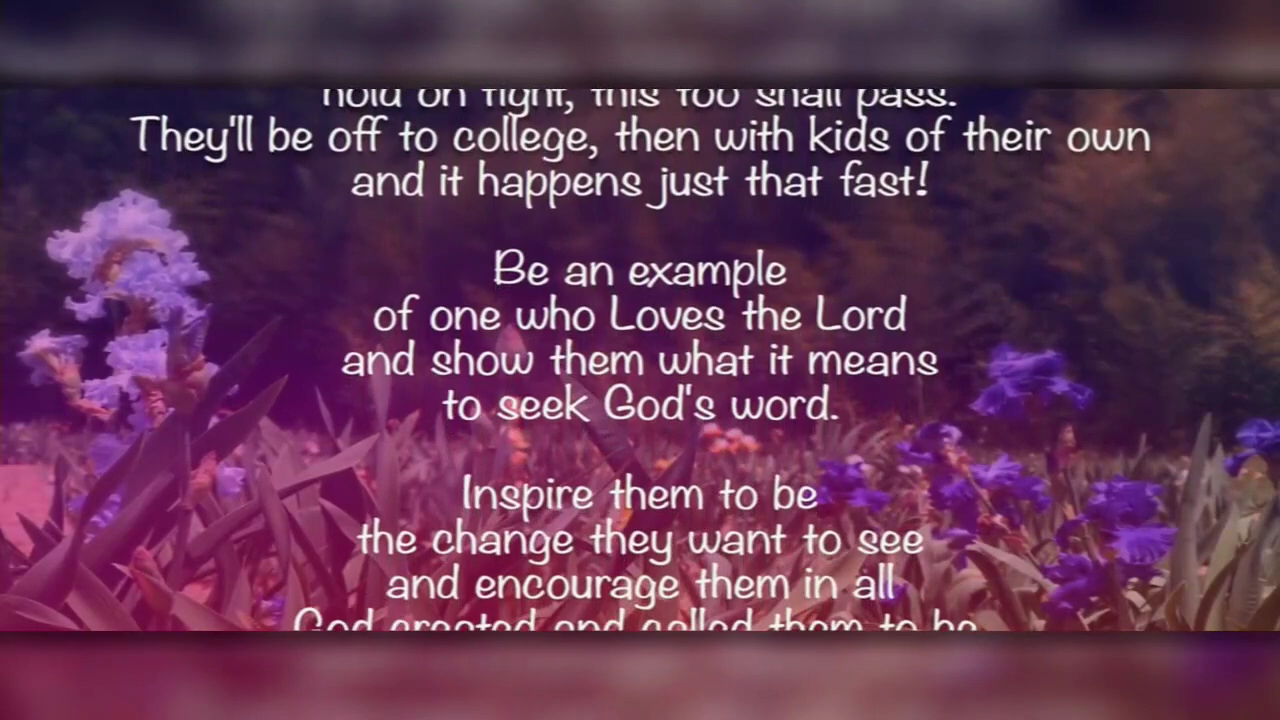 hold on tight, this too shall pass.
They'll be off to college, then with kids of their own
and it happens just that fast!
Be an example
of one who Loves the Lord
and show them what it means
to seek God's word.
Inspire them to be
the change they want to see
and encourage them in all
God created and called them to be